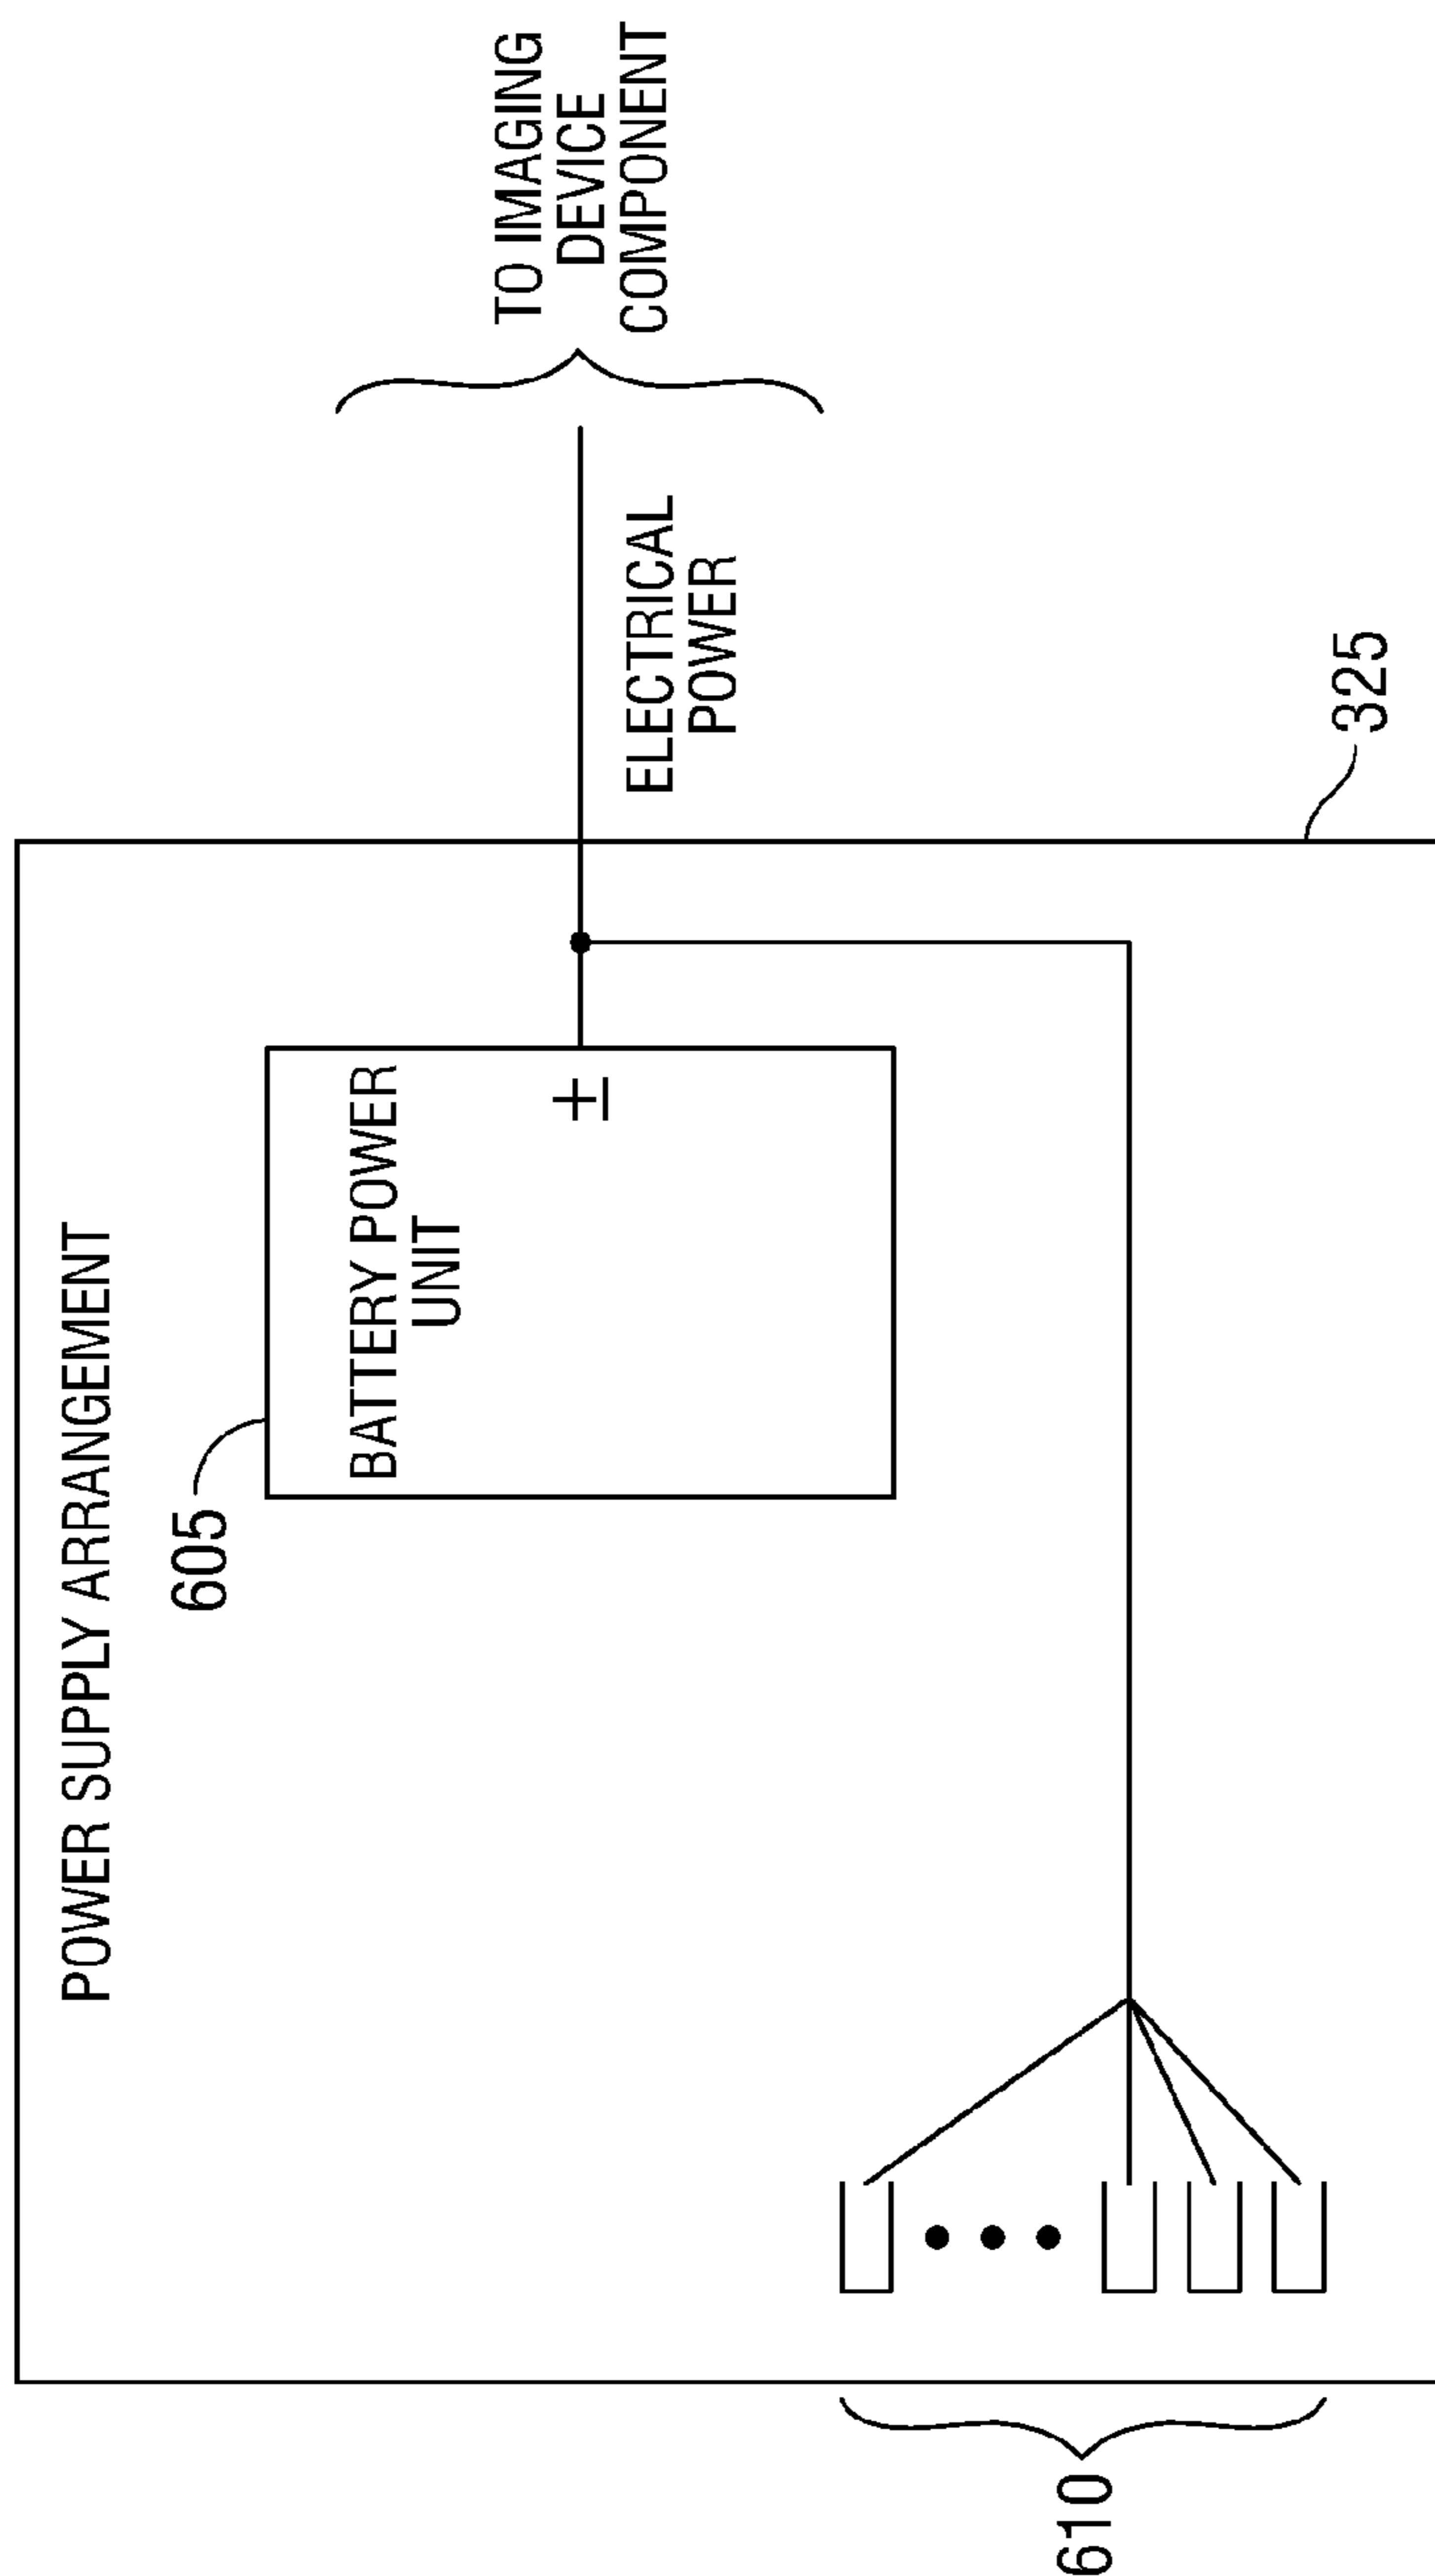 POWER SUPPLY ARRANGEMENT
605
BATTERY POWER
UNIT
±
TO IMAGING
DEVICE
COMPONENT
ELECTRICAL
POWER
610
325